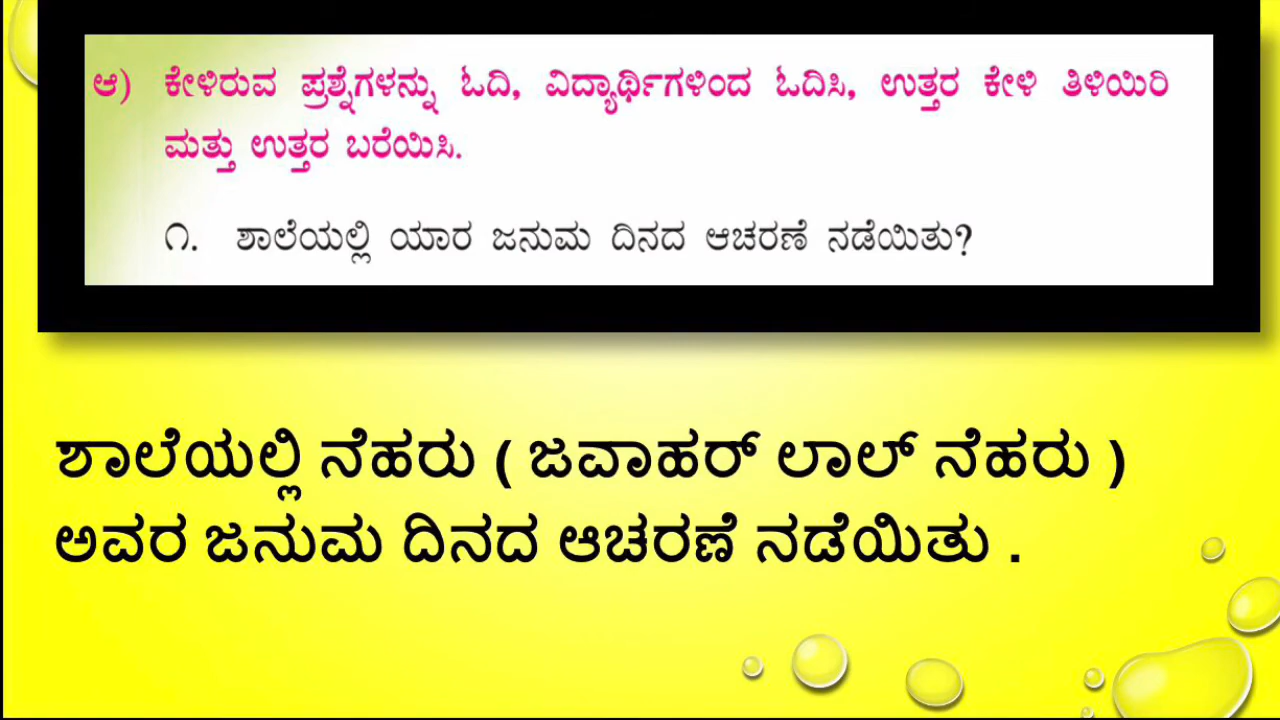 ಆ) ಕೇಳಿರುವ ಪ್ರಶ್ನೆಗಳನ್ನು ಓದಿ, ವಿದ್ಯಾರ್ಥಿಗಳಿಂದ ಓದಿಸಿ, ಉತ್ತರ ಕೇಳಿ ತಿಳಿಯಿರಿ
ಮತ್ತು ಉತ್ತರ ಬರೆಯಿಸಿ.
೧. ಶಾಲೆಯಲ್ಲಿ ಯಾರ ಜನುಮ ದಿನದ ಆಚರಣೆ ನಡೆಯಿತು?
ಶಾಲೆಯಲ್ಲಿ ನೆಹರು ( ಜವಾಹರ್ ಲಾಲ್ ನೆಹರು )
ಅವರ ಜನುಮ ದಿನದ ಆಚರಣೆ ನಡೆಯಿತು .